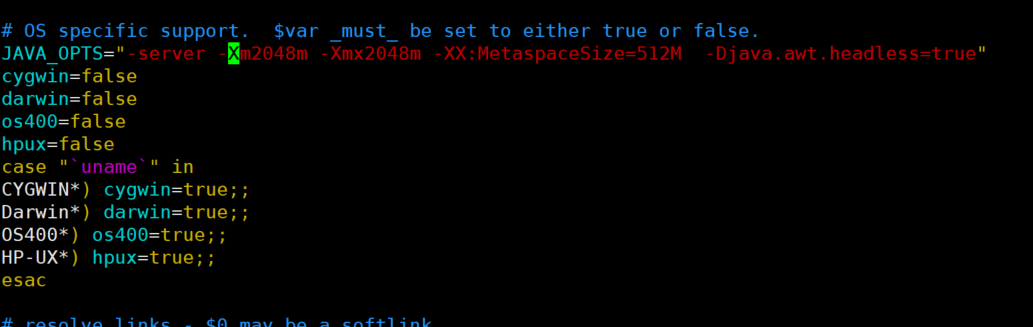 # OS specific support.  $var _must_ be set to either true or false.
JAVA_OPTS="-server -Xm2048m -Xmx2048m -XX:MetaspaceSize=512M  -Djava.awt.headless=true"
cygwin=false
darwin=false
os400=false
hpux=false
case "`uname`" in
CYGWIN*) cygwin=true;;
Darwin*) darwin=true;;
OS400*) os400=true;;
HP-UX*) hpux=true;;
esac
# resolve links - $0 may be a softlink